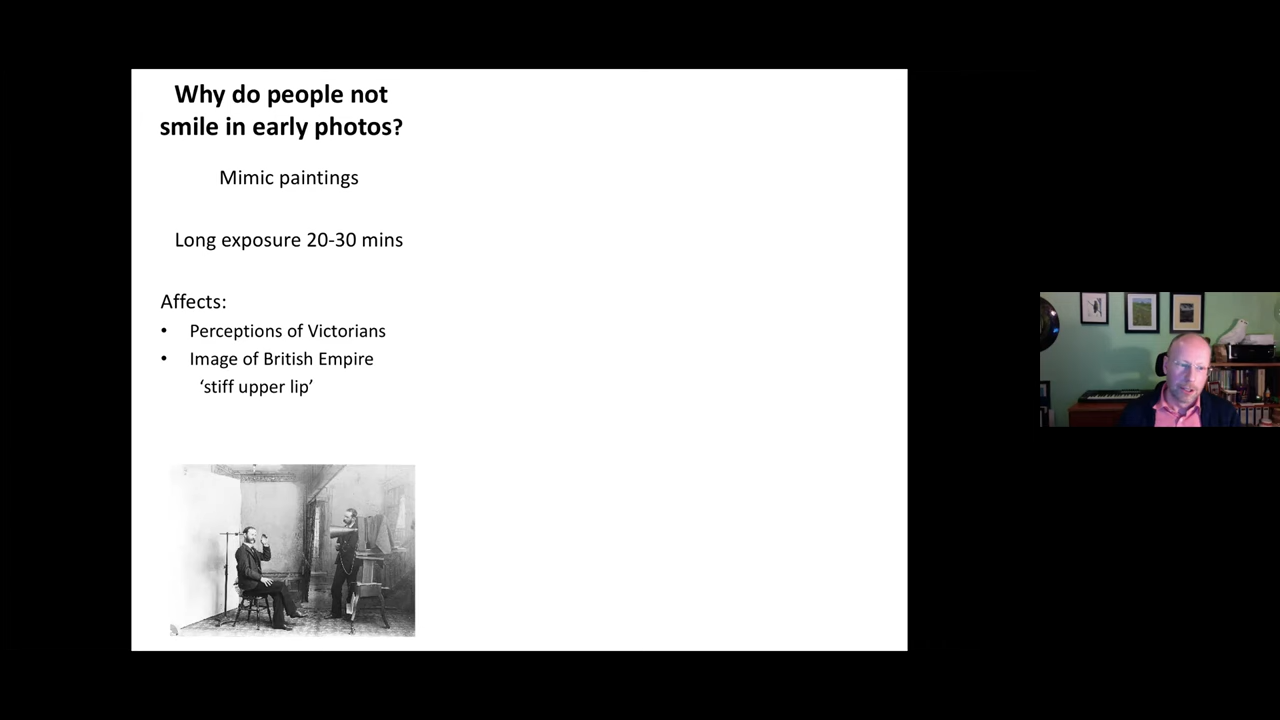 Why do people not
smile in early photos?
Mimic paintings
Long exposure 20-30 mins
Affects:
• Perceptions of Victorians
• Image of British Empire
‘stiff upper lip’